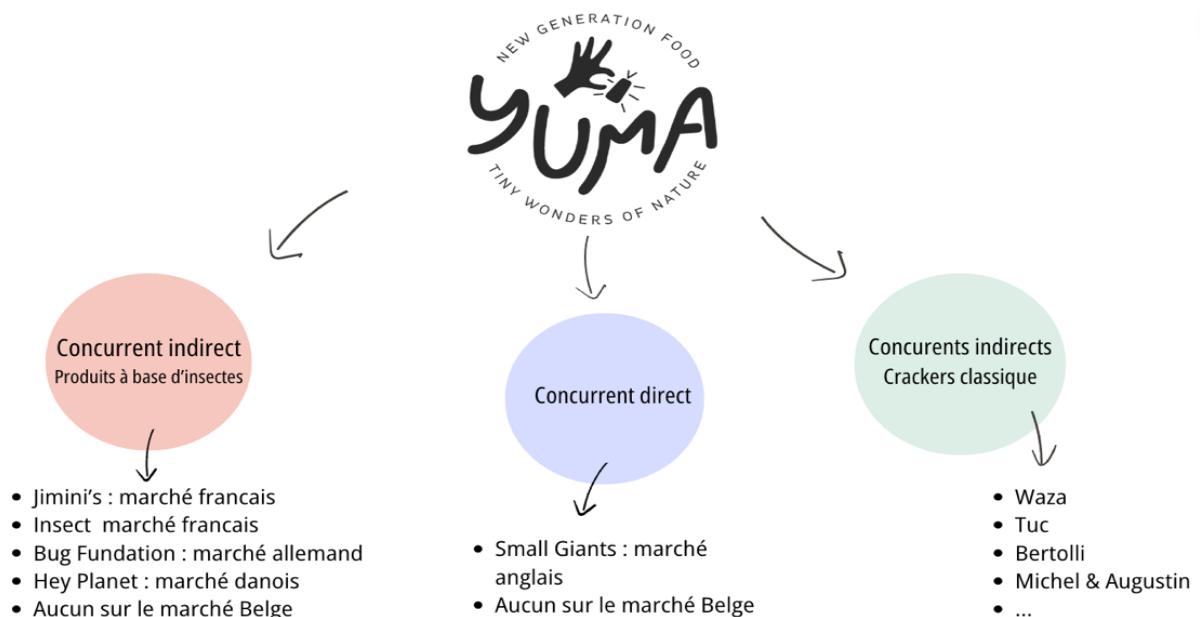 NEW GENERATION FOOD
YUMA
TINY WONDERS OF NATURE
Concurrent indirect
Produits à base d'insectes
• Jimini's : marché francais
• Insect marché francais
• Bug Fundation : marché allemand
• Hey Planet : marché danois
• Aucun sur le marché Belge
Concurrent direct
• Small Giants : marché
anglais
• Aucun sur le marché Belge
Concurents indirects
Crackers classique
• Waza
• Tuc
• Bertolli
• Michel & Augustin
• ...